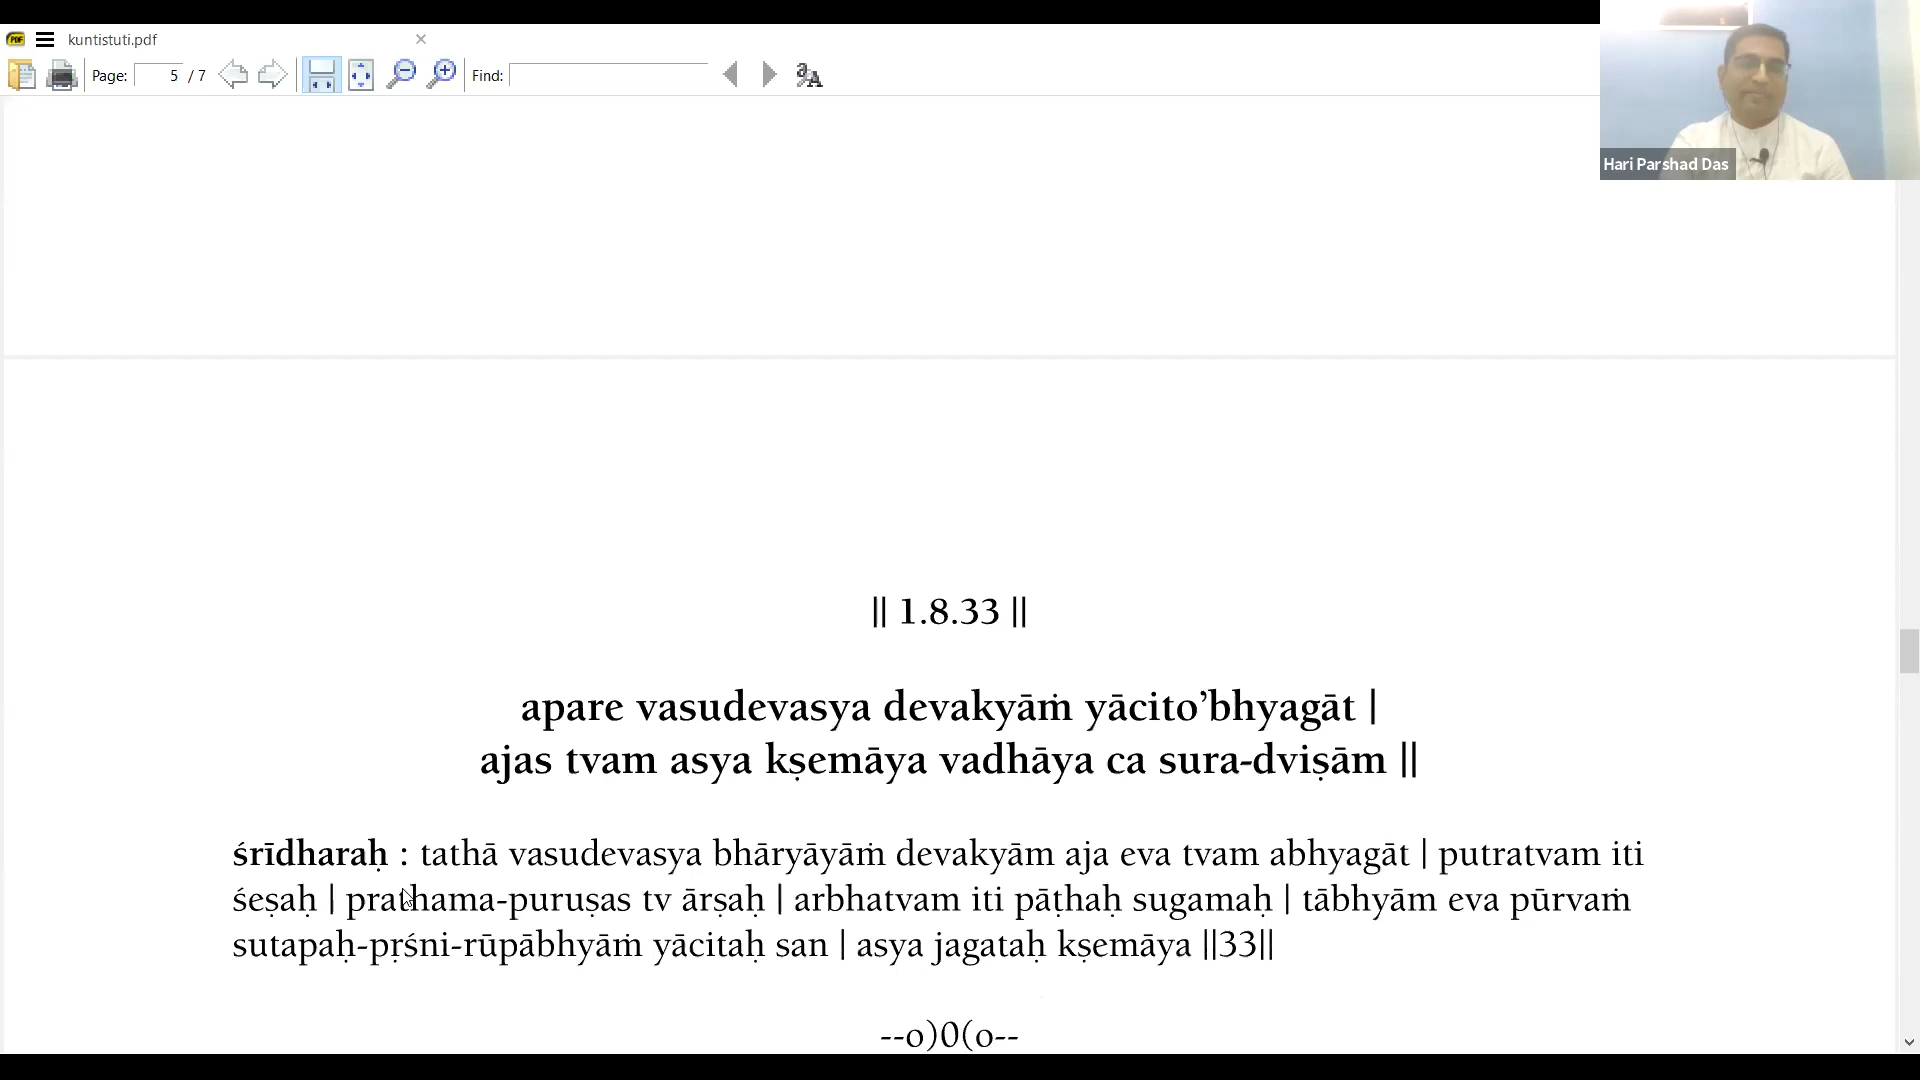 kuntistuti.pdf
Page: 5 / 7 Find:
Hari Parshad Das
|| 1.8.33 ||
apare vasudevasya devakyāṁ yācito’bhyagāt |
ajas tvam asya kṣemāya vadhāya ca sura-dviṣām ||
śrīdharaḥ : tathā vasudevasya bhāryāyāṁ devakyām aja eva tvam abhyagāt | putratvam iti
śeṣaḥ | prathama-puruṣas tv ārṣaḥ | arbhatvam iti pāṭhaḥ sugamaḥ | tābhyām eva pūrvaṁ
sutapaḥ-pṛśni-rūpābhyāṁ yācitaḥ san | asya jagataḥ kṣemāya ||33||
--o)0(o--